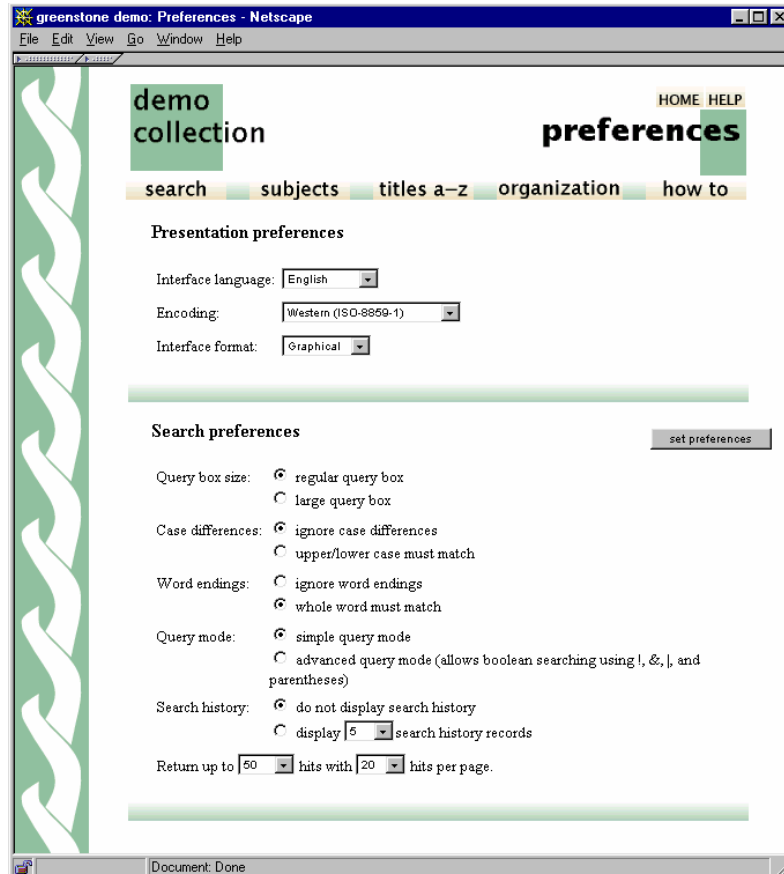 greenstone demo: Preferences - Netscape
File Edit View Go Window Help
demo
collection
HOME HELP
preferences
search subjects titles a–z organization how to
Presentation preferences
Interface language: English
Encoding: Western (ISO-8859-1)
Interface format: Graphical
Search preferences
set preferences
Query box size: regular query box
large query box
Case differences: ignore case differences
upper/lower case must match
Word endings: ignore word endings
whole word must match
Query mode: simple query mode
advanced query mode (allows boolean searching using !, &, |, and
parentheses)
Search history: do not display search history
display 5 search history records
Return up to 50 hits with 20 hits per page.
Document: Done